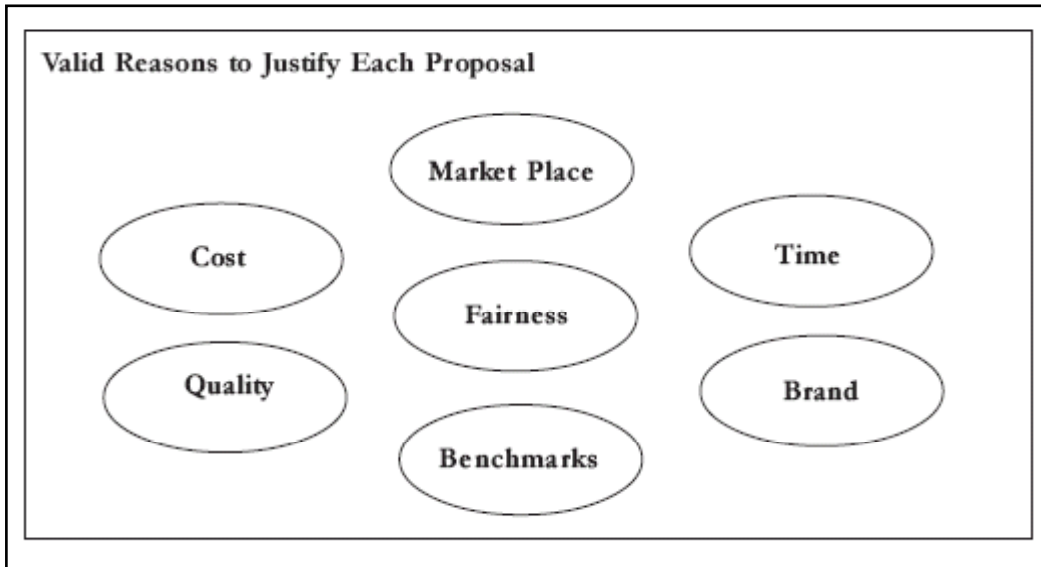 Valid Reasons to Justify Each Proposal
Market Place
Cost
Time
Fairness
Quality
Brand
Benchmarks